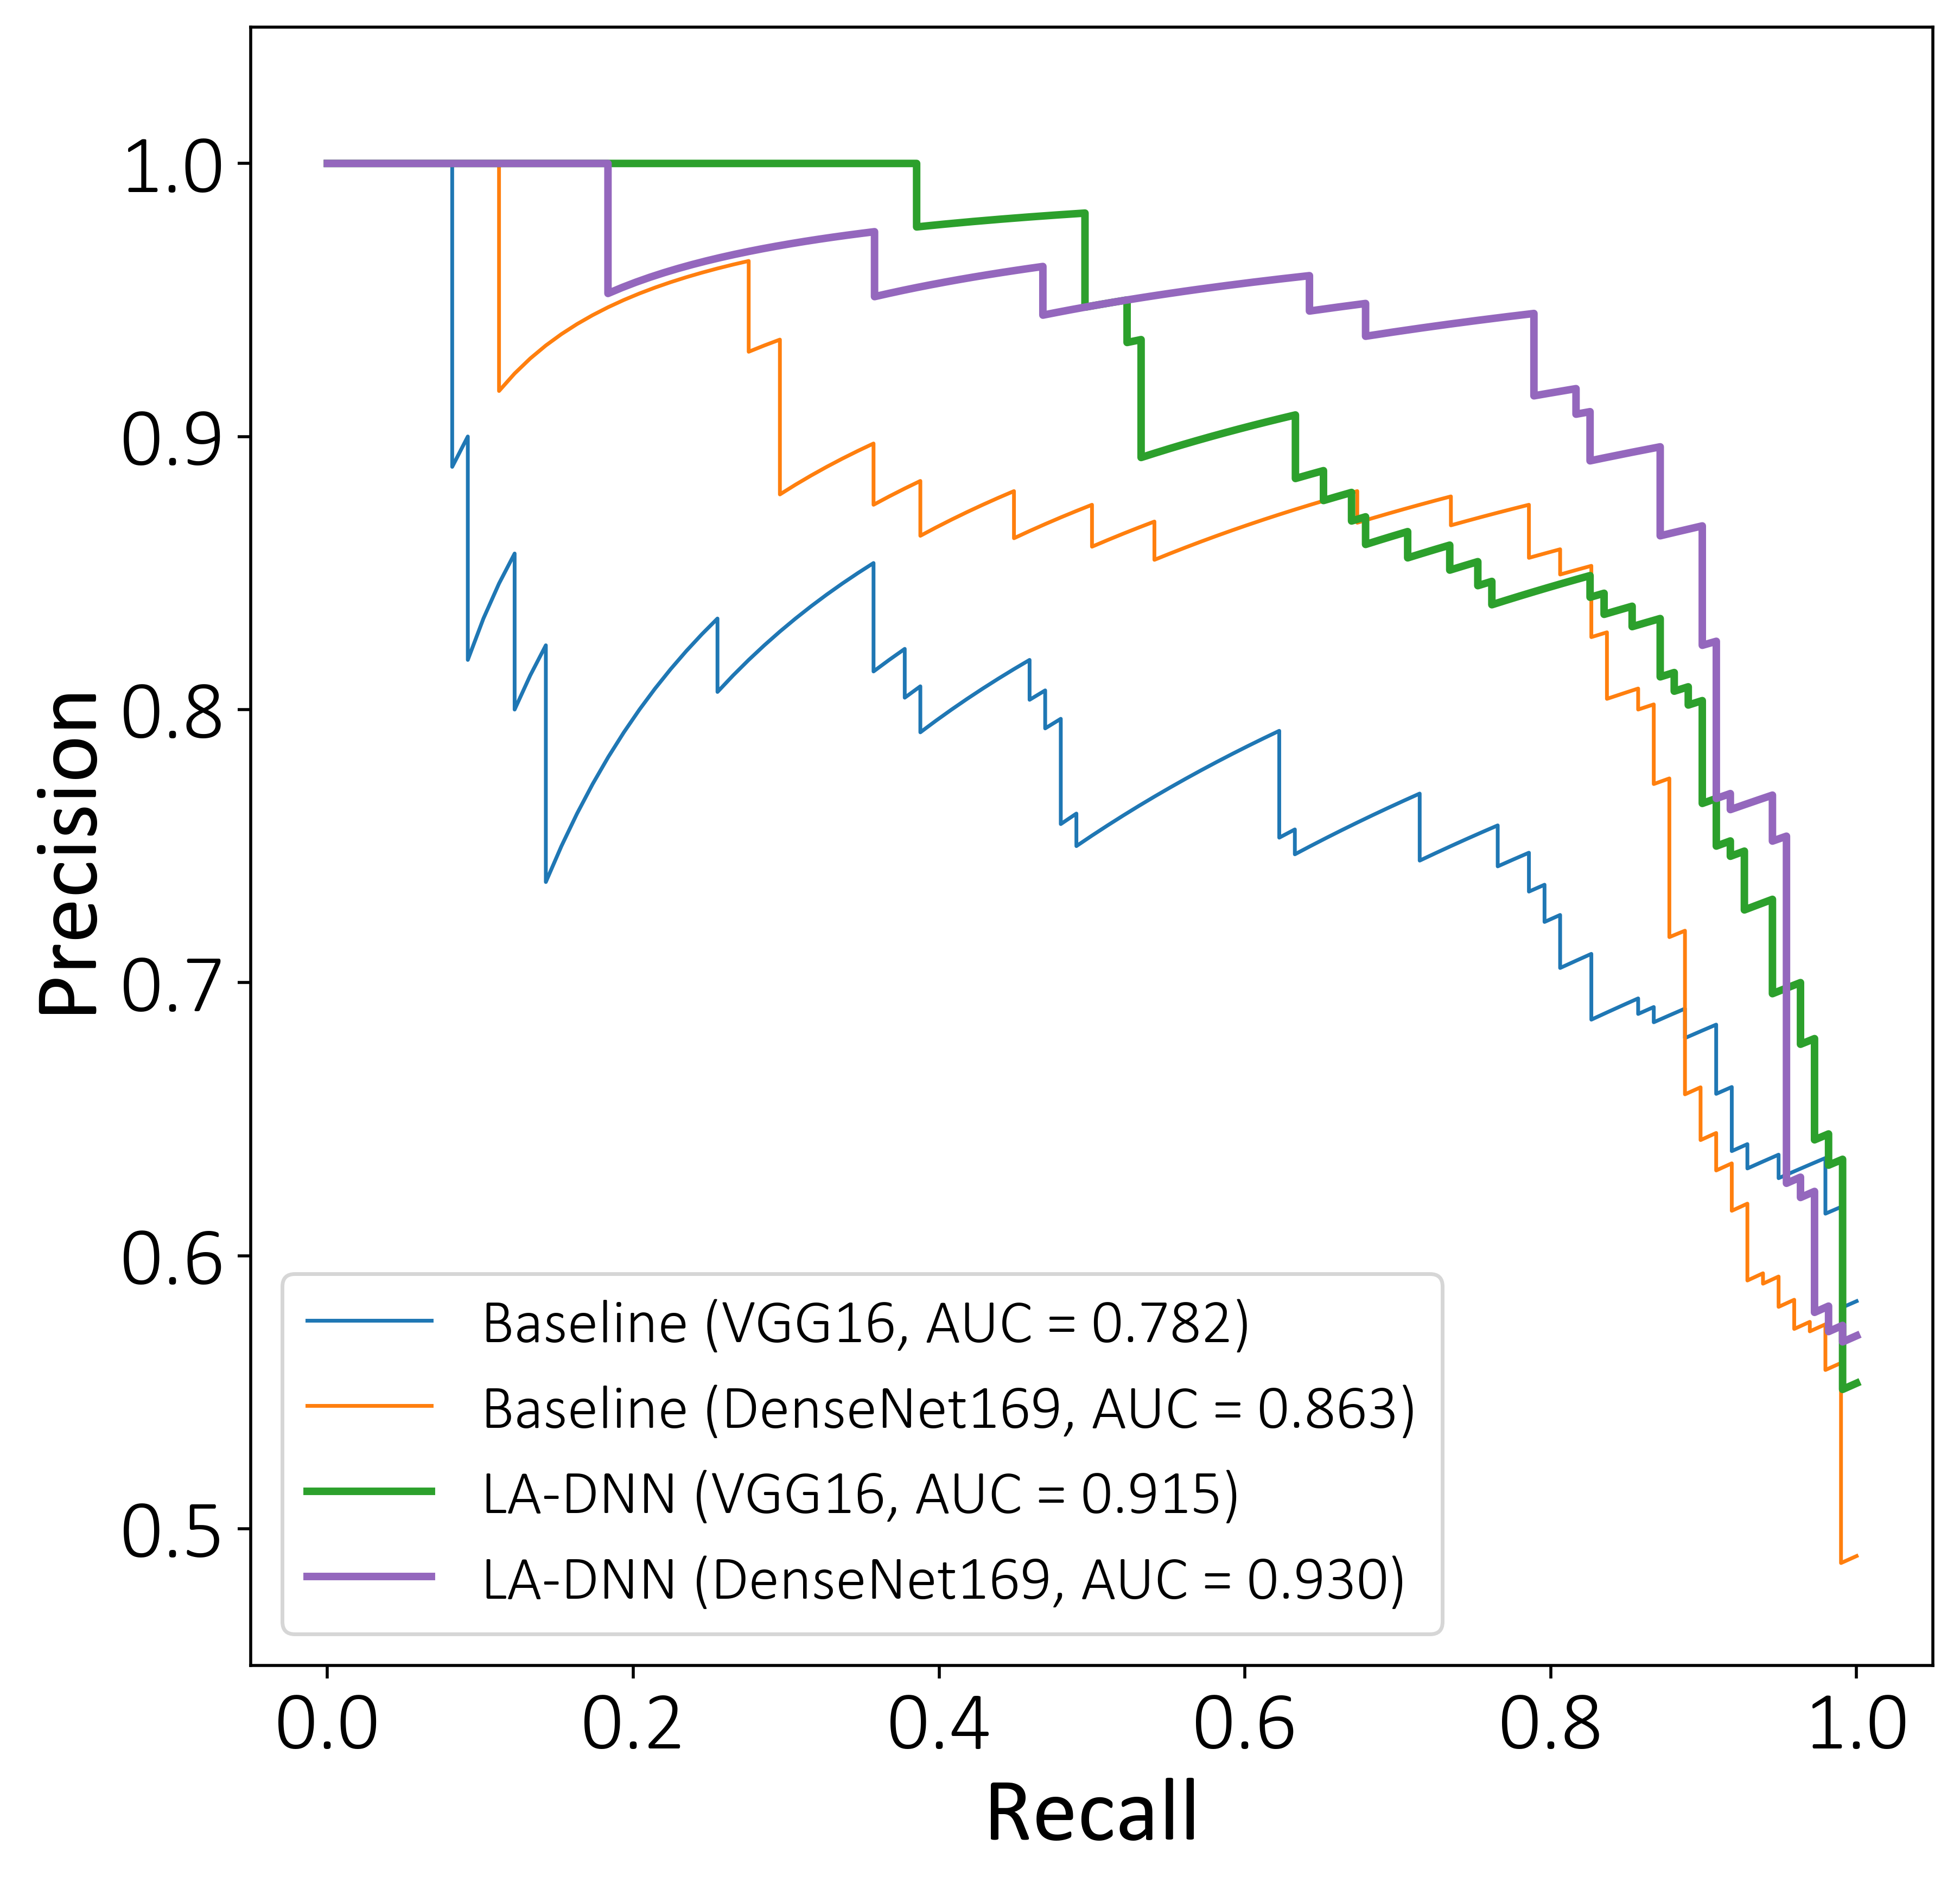 1.0
0.9
0.8
0.7
0.6
0.5
Precision
Baseline (VGG16, AUC = 0.782)
Baseline (DenseNet169, AUC = 0.863)
LA-DNN (VGG16, AUC = 0.915)
LA-DNN (DenseNet169, AUC = 0.930)
0.0 0.2 0.4 0.6 0.8 1.0
Recall